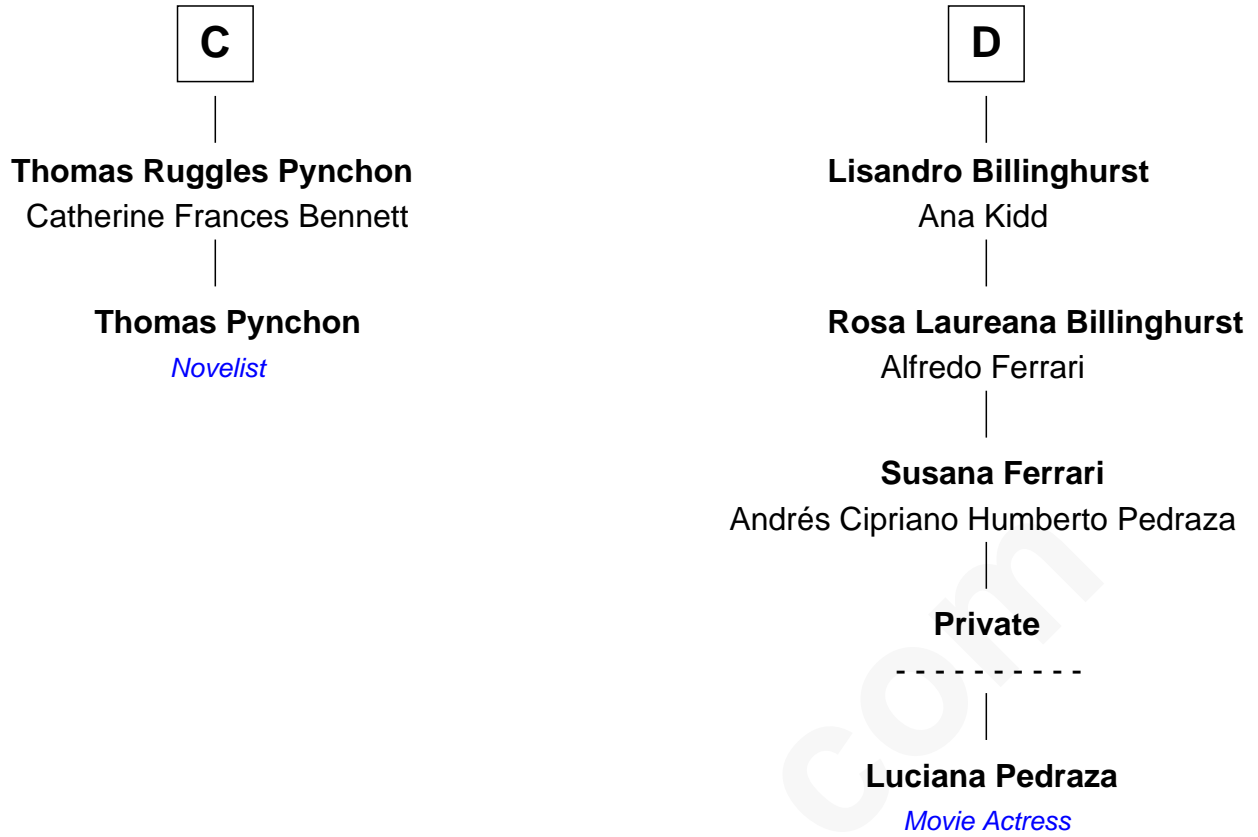 C
Thomas Ruggles Pynchon
Catherine Frances Bennett
Thomas Pynchon
Novelist
D
Lisandro Billinghurst
Ana Kidd
Rosa Laureana Billinghurst
Alfredo Ferrari
Susana Ferrari
Andrés Cipriano Humberto Pedraza
Private
- - - - - - - - - -
Luciana Pedraza
Movie Actress
com